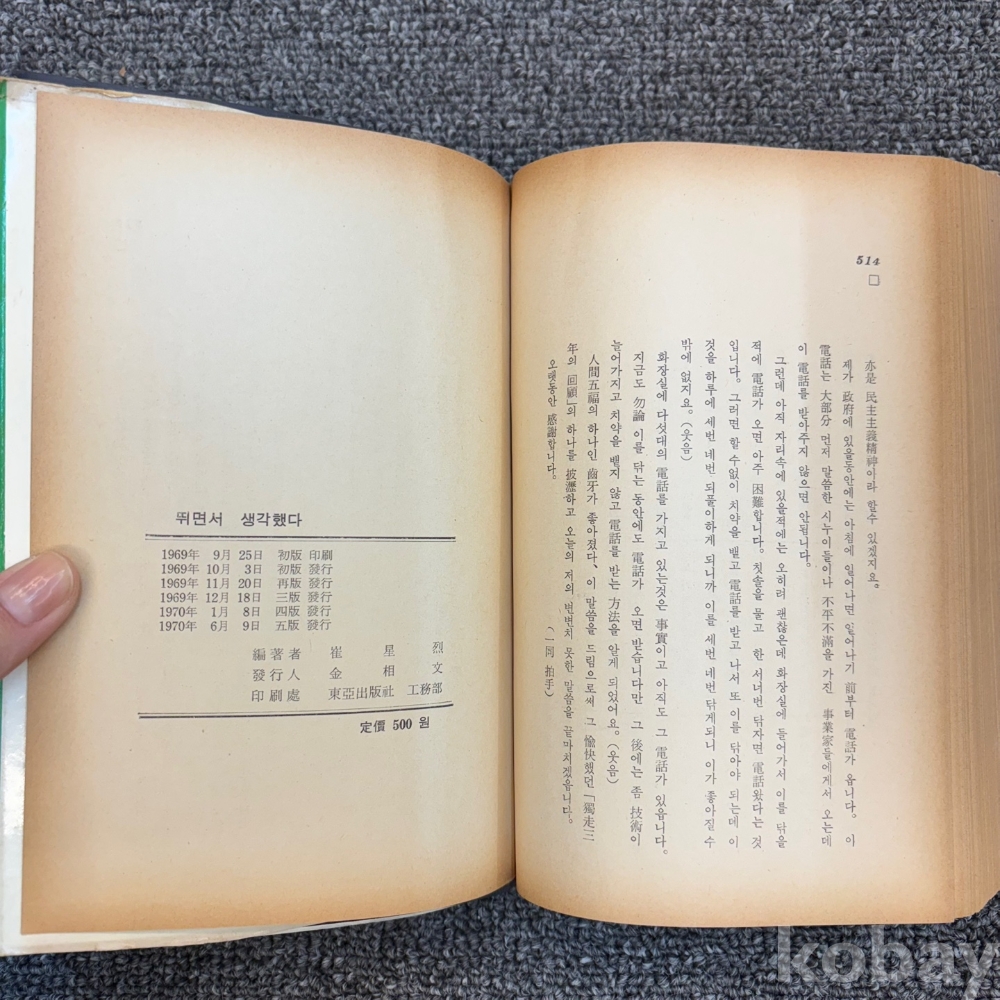 514
□
亦是 民主主義精神아라 할수 있겠지요.
제가 政府에 있을동안에는 아침에 일어나면 일어나기 前부터 電話가 옵니다. 이
電話는 大部分 먼저 말씀한 시누이들이나 不平不滿을 가진 事業家들에게서 오는데
이 電話를 받아주지 않으면 안됩니다.
그런데 아직 자리속에 있을적에는 오히려 괜찮은데 화장실에 들어가서 이를 닦을
적에 電話가 오면 아주 困難합니다. 칫솔을 물고 한 서너번 닦자면 電話왔다는 것
입니다. 그러면 할 수없이 치약을 뱉고 電話를 받고 나서 또 이를 닦아야 되는데 이
것을 하루에 세번 네번 되풀이하게 되니까 이를 세번 네번 닦게되니 이가 좋아질 수
밖에 없지요. (웃음)
화장실에 다섯대의 電話를 가지고 있는것은 事實이고 아직도 그 電話가 있읍니다.
지금도 勿論 이를 닦는 동안에도 電話가 오면 받습니다만 그 後에는 좀 技術이
늘어가지고 치약을 뱉지 않고 電話를 받는 方法을 알게 되었어요. (웃음)
人間五福의 하나인 齒牙가 좋아졌다, 이 말씀을 드림으로써 그 愉快했던 「獨走三
年의 回顧」의 하나를 披瀝하고 오늘의 저의 변변치 못한 말씀을 끝마치겠읍니다.
오랫동안 感謝합니다.
(一同 拍手)
뛰면서 생각했다
1969年 9月 25日 初版 印刷
1969年 10月 3日 初版 發行
1969年 11月 20日 再版 發行
1969年 12月 18日 三版 發行
1970年 1月 8日 四版 發行
1970年 6月 9日 五版 發行
編著者 崔星烈
發行人 金相文
印刷處 東亞出版社 工務部
定價 500 원
kobay